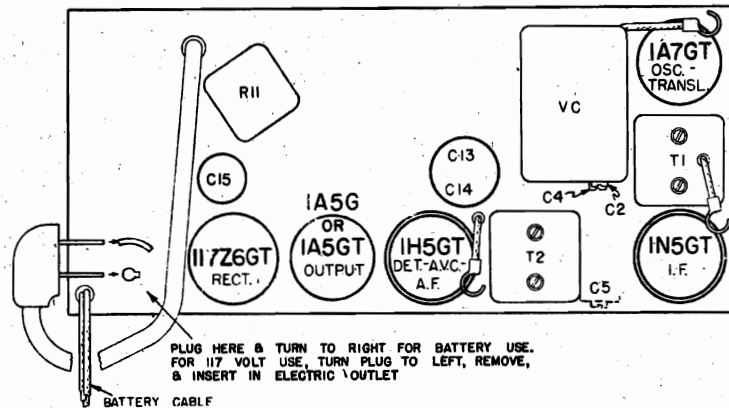 1A7GT
OSC.-
TRANSL.
R11
VC
T1
C13
C14
C15
C4
C2
1A5G
OR
1A5GT
OUTPUT
117Z6GT
RECT.
1H5GT
DET.-A.V.C.-
A.F.
T2
1N5GT
I.F.
C5
PLUG HERE & TURN TO RIGHT FOR BATTERY USE.
FOR 117 VOLT USE, TURN PLUG TO LEFT, REMOVE,
& INSERT IN ELECTRIC OUTLET
BATTERY CABLE